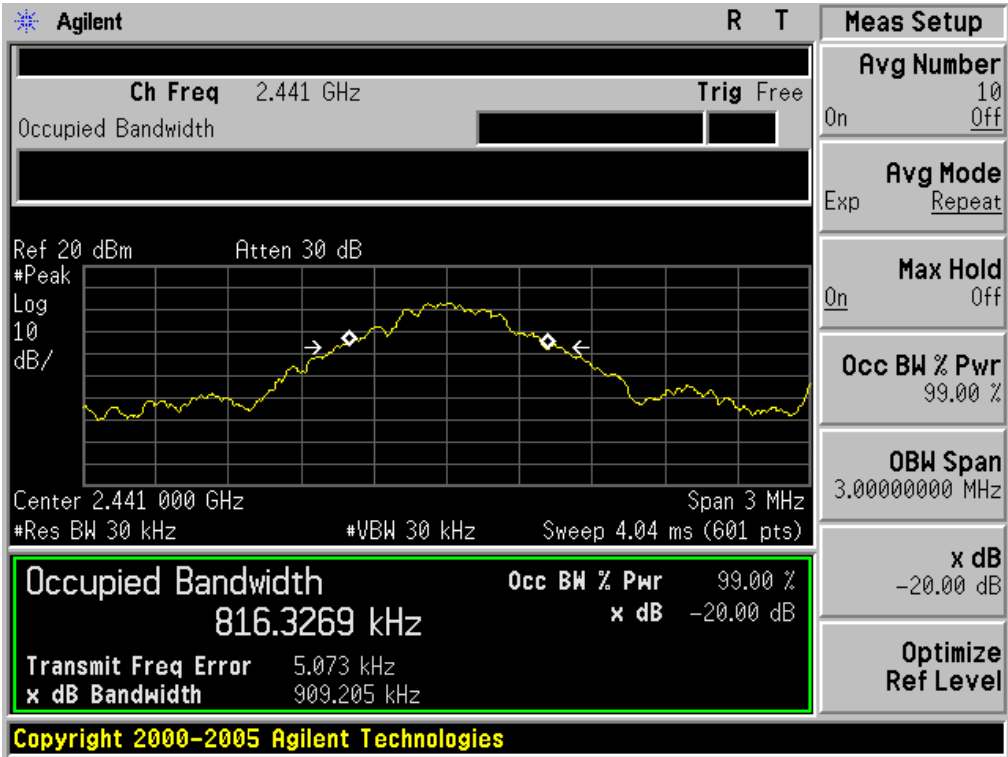 Agilent R T
Ch Freq 2.441 GHz Trig Free
Occupied Bandwidth
Ref 20 dBm Atten 30 dB
#Peak
Log
10
dB/
Center 2.441 000 GHz Span 3 MHz
#Res BW 30 kHz #VBW 30 kHz Sweep 4.04 ms (601 pts)
Occupied Bandwidth Occ BW % Pwr 99.00 %
816.3269 kHz x dB -20.00 dB
Transmit Freq Error 5.073 kHz
x dB Bandwidth 909.205 kHz
Copyright 2000-2005 Agilent Technologies
Meas Setup
Avg Number
10
On Off
Avg Mode
Exp Repeat
Max Hold
On Off
Occ BW % Pwr
99.00 %
OBW Span
3.00000000 MHz
x dB
-20.00 dB
Optimize
Ref Level